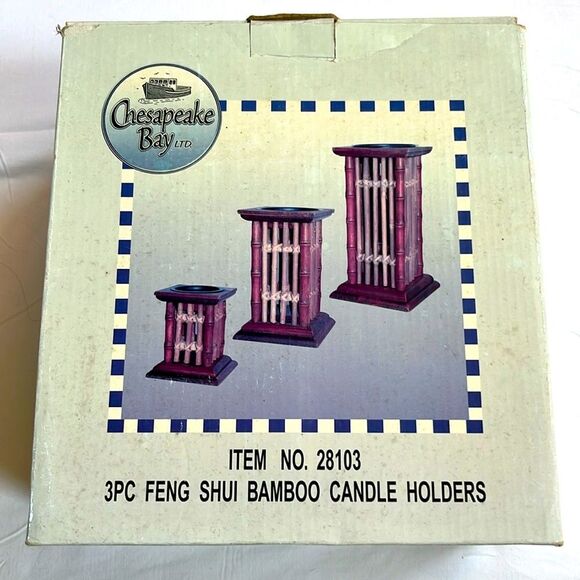 Chesapeake
Bay LTD.
ITEM NO. 28103
3PC FENG SHUI BAMBOO CANDLE HOLDERS